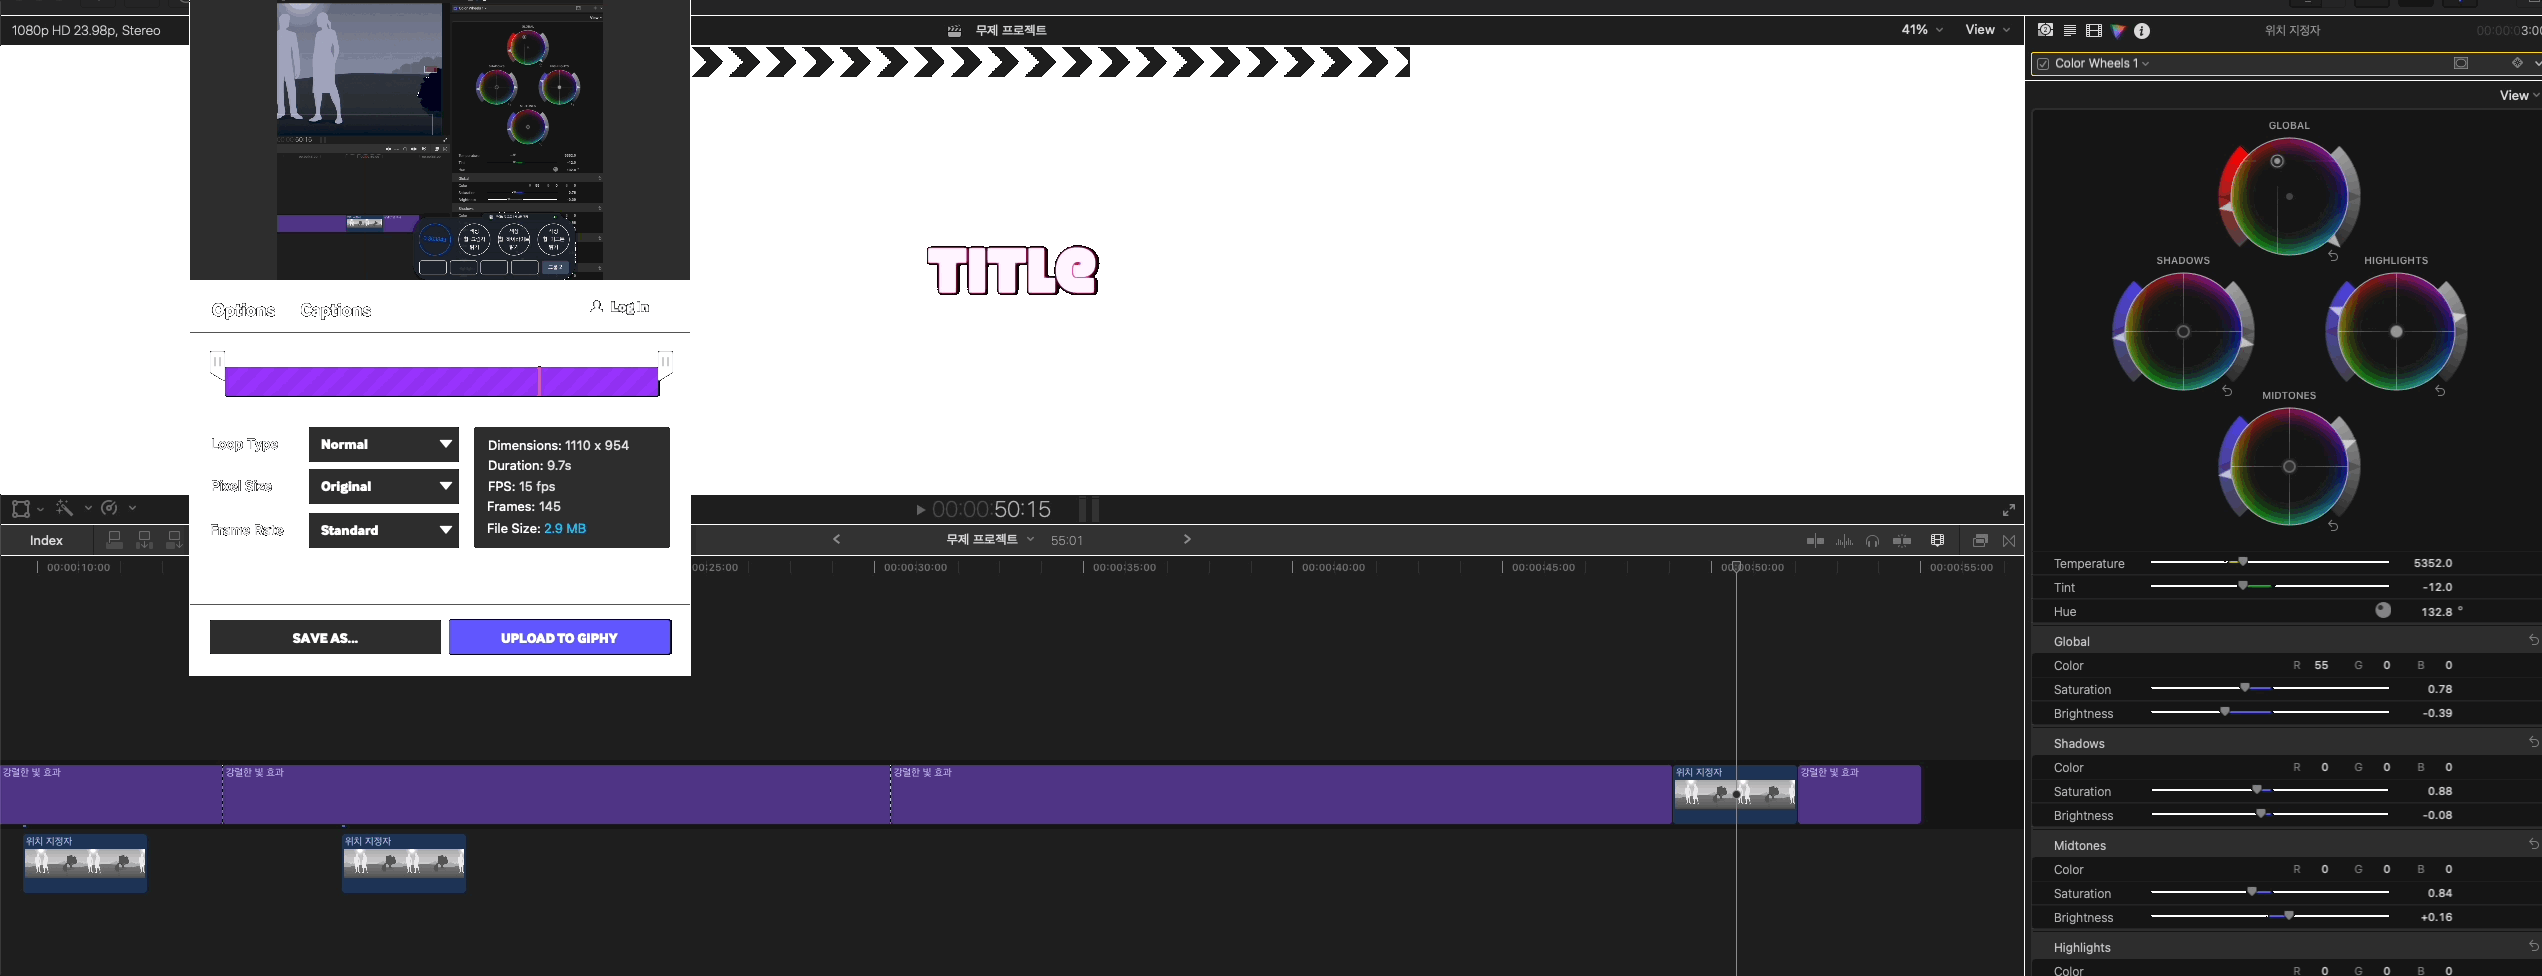 1080p HD 23.98p, Stereo
무제 프로젝트
41%
View
위치 지정자
Color Wheels 1
View
GLOBAL
SHADOWS
HIGHLIGHTS
MIDTONES
TITLE
Options
Captions
Log In
Loop Type
Normal
Pixel Size
Original
Frame Rate
Standard
Dimensions: 1110 x 954
Duration: 9.7s
FPS: 15 fps
Frames: 145
File Size: 2.9 MB
SAVE AS...
UPLOAD TO GIPHY
00:00:50:15
Index
무제 프로젝트
55:01
00:00:10:00
00:25:00
00:00:30:00
00:00:35:00
00:00:40:00
00:00:45:00
00:00:50:00
00:00:55:00
강렬한 빛 효과
강렬한 빛 효과
강렬한 빛 효과
위치 지정자
강렬한 빛 효과
위치 지정자
위치 지정자
Temperature 5352.0
Tint -12.0
Hue 132.8 °
Global
Color R 55 G 0 B 0
Saturation 0.78
Brightness -0.39
Shadows
Color R 0 G 0 B 0
Saturation 0.88
Brightness -0.08
Midtones
Color R 0 G 0 B 0
Saturation 0.84
Brightness +0.16
Highlights
Color R 0 G 0 B 0